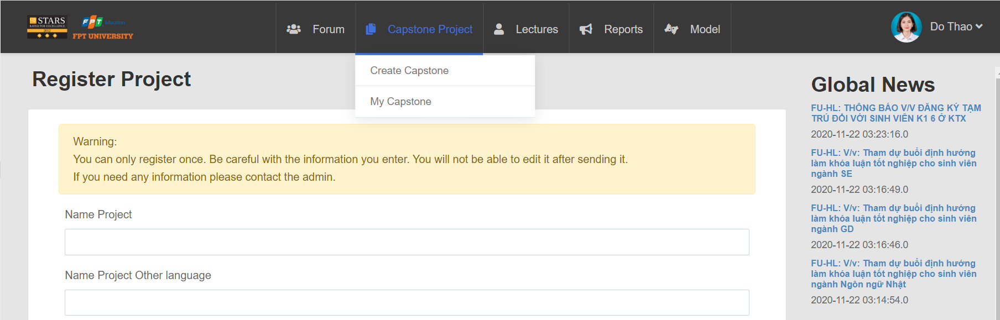 STARS
RATED FOR EXCELLENCE
2012
FPT Education
FPT UNIVERSITY
Forum
Capstone Project
Lectures
Reports
Model
Do Thao
Create Capstone
My Capstone
Register Project
Warning:
You can only register once. Be careful with the information you enter. You will not be able to edit it after sending it.
If you need any information please contact the admin.
Name Project
Name Project Other language
Global News
FU-HL: THÔNG BÁO V/V ĐĂNG KÝ TẠM
TRÚ ĐỐI VỚI SINH VIÊN K1 6 Ở KTX
2020-11-22 03:23:16.0
FU-HL: V/v: Tham dự buổi định hướng
làm khóa luận tốt nghiệp cho sinh viên
ngành SE
2020-11-22 03:16:49.0
FU-HL: V/v: Tham dự buổi định hướng
làm khóa luận tốt nghiệp cho sinh viên
ngành GD
2020-11-22 03:16:46.0
FU-HL: V/v: Tham dự buổi định hướng
làm khóa luận tốt nghiệp cho sinh viên
ngành Ngôn ngữ Nhật
2020-11-22 03:14:54.0